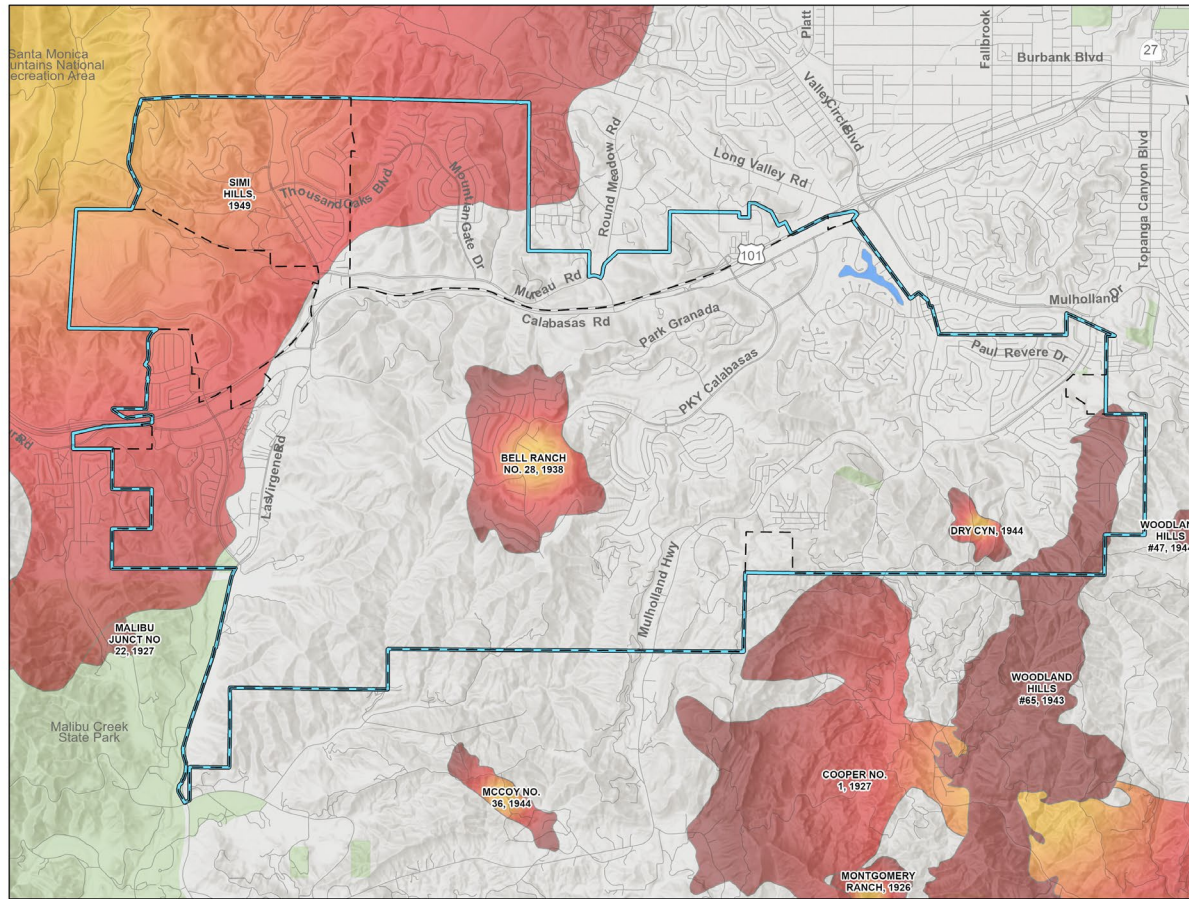 Santa Monica
untains National
ecreation Area
Platt
Fallbrook
27
Burbank Blvd
Valley Circle Blvd
Topanga Canyon Blvd
Long Valley Rd
Round Meadow Rd
SIMI
HILLS,
1949
Thousand Oaks Blvd
Mountain Gate Dr
101
Mureau Rd
Calabasas Rd
Park Granada
Mulholland Dr
Paul Revere Dr
PKY Calabasas
Las Virgenes Rd
BELL RANCH
NO. 28, 1938
DRY CYN, 1944
WOODLAN
HILLS
#47, 1944
Mulholland Hwy
MALIBU
JUNCT NO
22, 1927
WOODLAND
HILLS
#65, 1943
Malibu Creek
State Park
COOPER NO.
1, 1927
MCCOY NO.
36, 1944
MONTGOMERY
RANCH, 1926